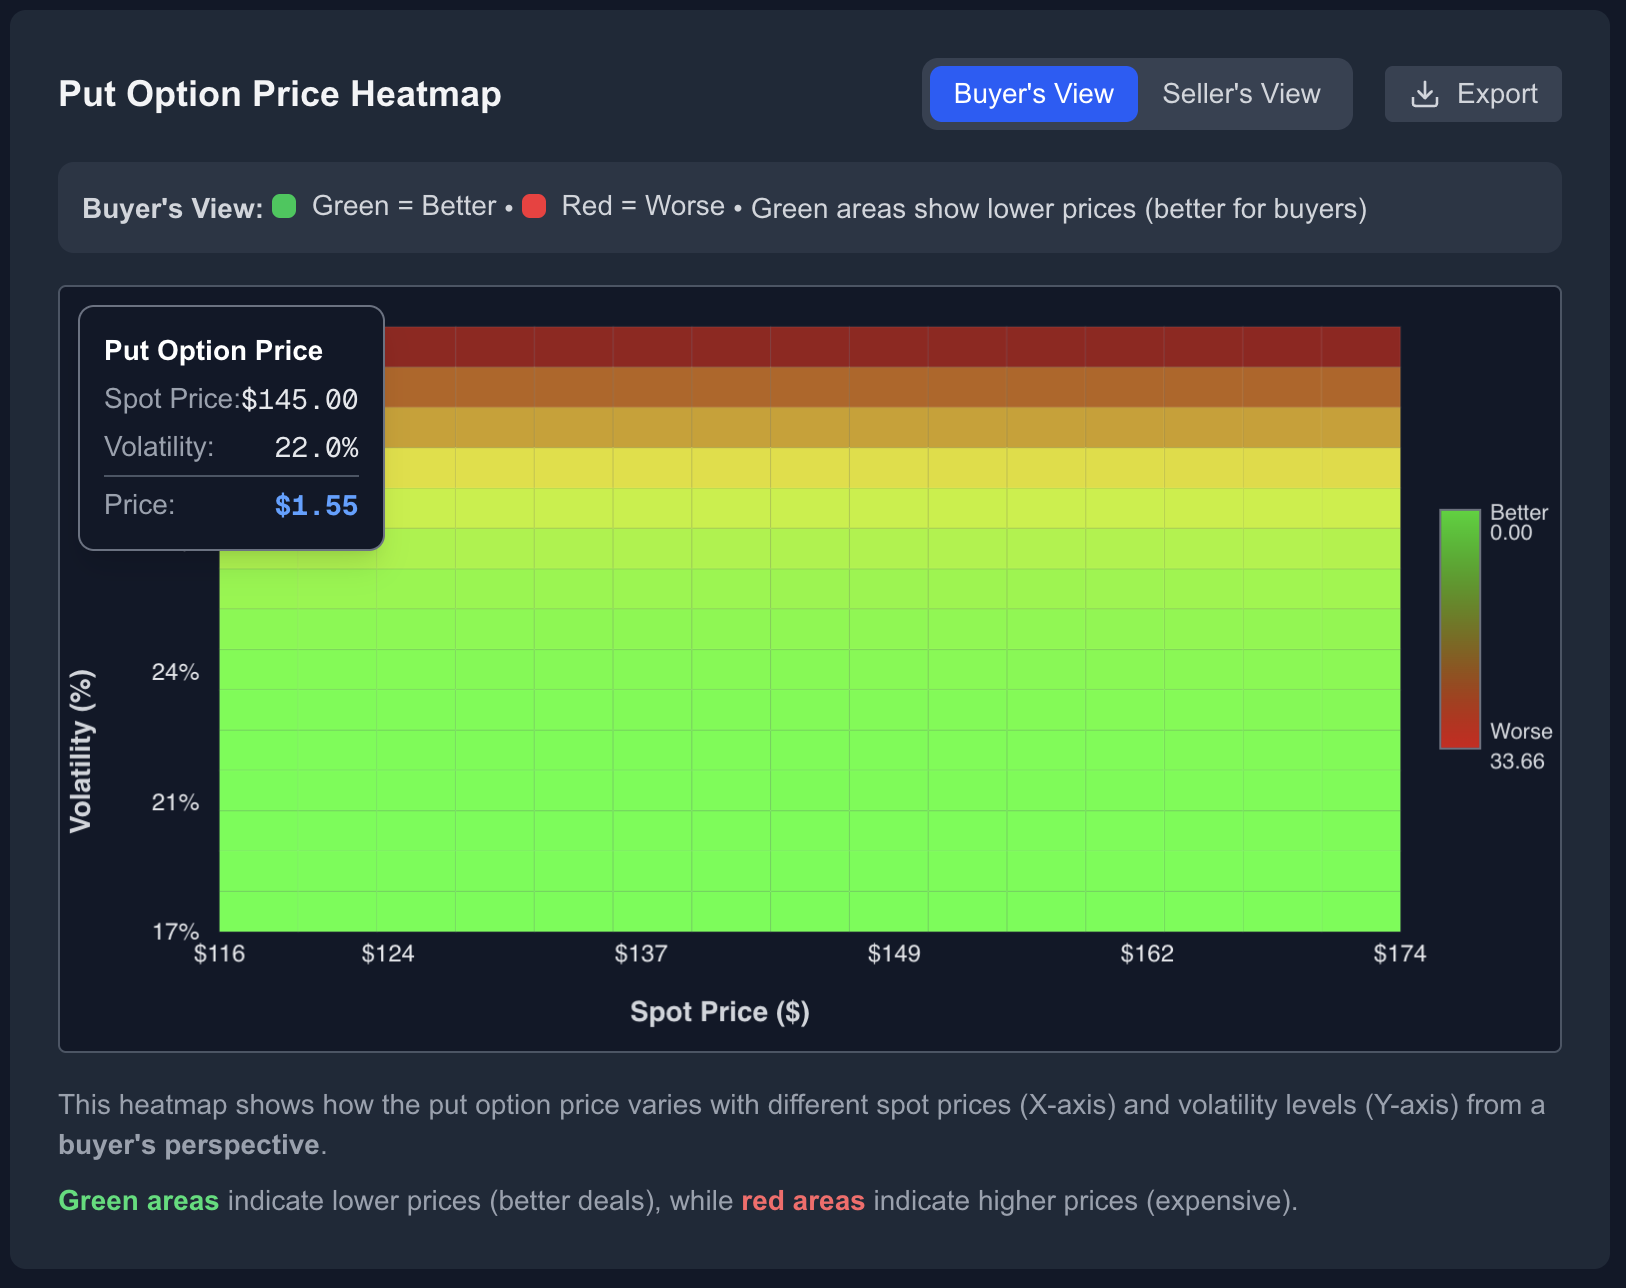 Put Option Price Heatmap
Buyer's View
Seller's View
Export
Buyer's View: Green = Better • Red = Worse • Green areas show lower prices (better for buyers)
Put Option Price
Spot Price: $145.00
Volatility: 22.0%
Price: $1.55
Better
0.00
Worse
33.66
Volatility (%)
24%
21%
17%
$116 $124 $137 $149 $162 $174
Spot Price ($)
This heatmap shows how the put option price varies with different spot prices (X-axis) and volatility levels (Y-axis) from a
buyer's perspective.
Green areas indicate lower prices (better deals), while red areas indicate higher prices (expensive).